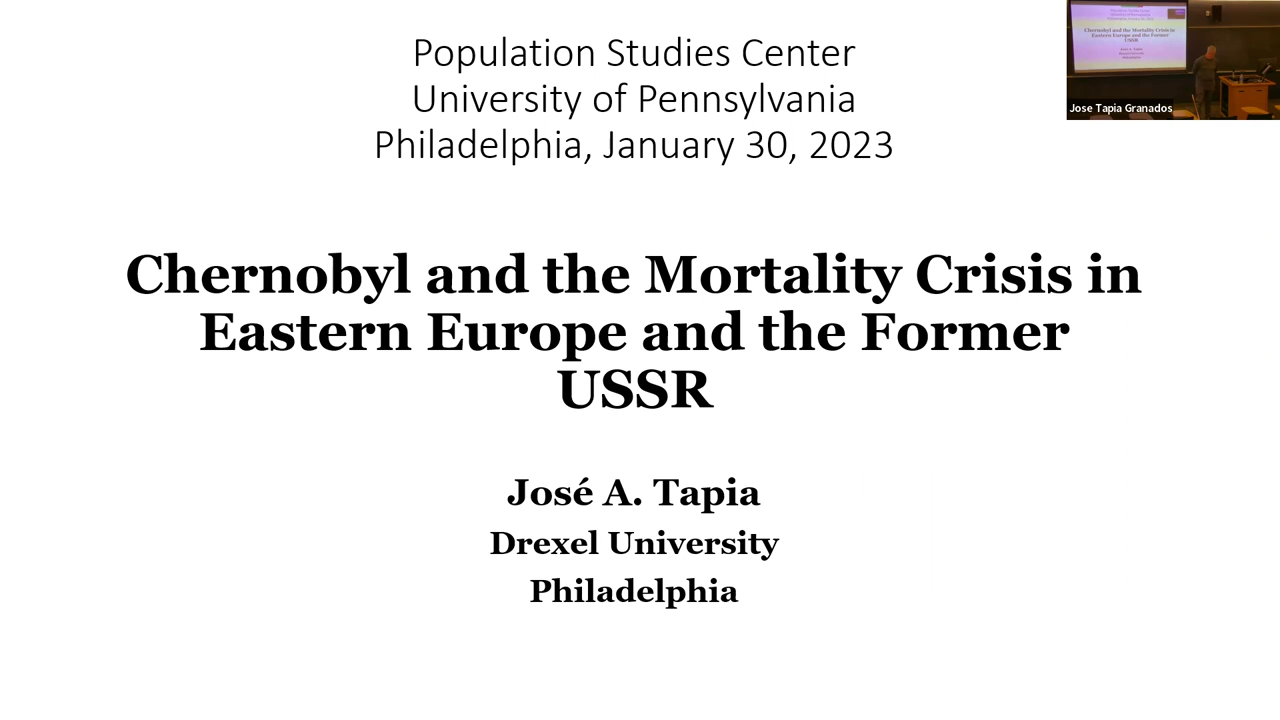 Population Studies Center
University of Pennsylvania
Philadelphia, January 30, 2023
Jose Tapia Granados
Chernobyl and the Mortality Crisis in
Eastern Europe and the Former
USSR
José A. Tapia
Drexel University
Philadelphia